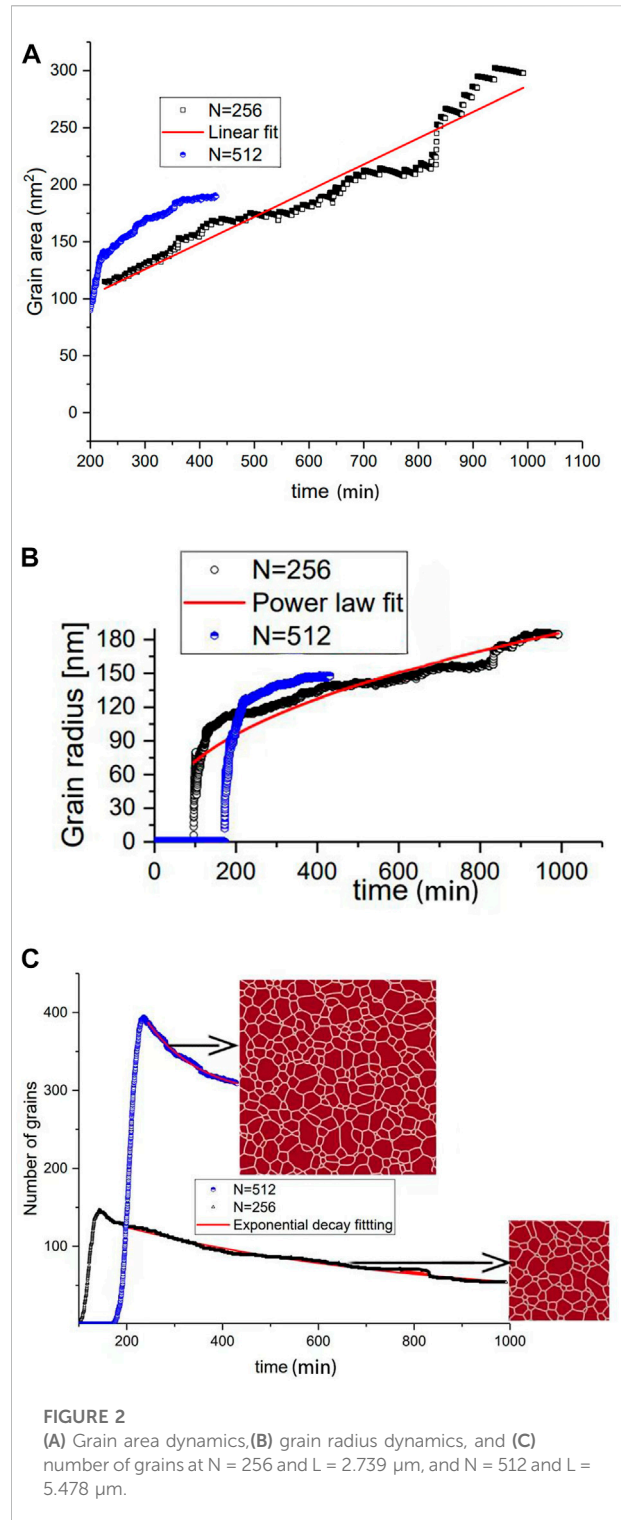 A
300
250
200
150
100
50
0
Grain area (nm²)
N=256
Linear fit
N=512
200 300 400 500 600 700 800 900 1000 1100
time (min)
B
N=256
Power law fit
N=512
180
150
120
90
60
30
0
Grain radius [nm]
0 200 400 600 800 1000
time (min)
C
400
300
200
100
Number of grains
N=512
N=256
Exponential decay fittting
200 400 600 800 1000
time (min)
FIGURE 2
(A) Grain area dynamics,(B) grain radius dynamics, and (C)
number of grains at N = 256 and L = 2.739 µm, and N = 512 and L =
5.478 µm.